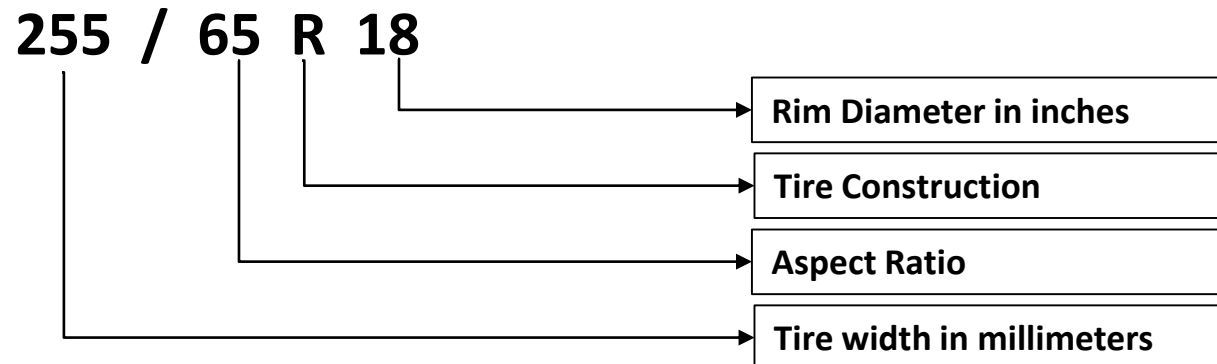 255 / 65 R 18
Rim Diameter in inches
Tire Construction
Aspect Ratio
Tire width in millimeters